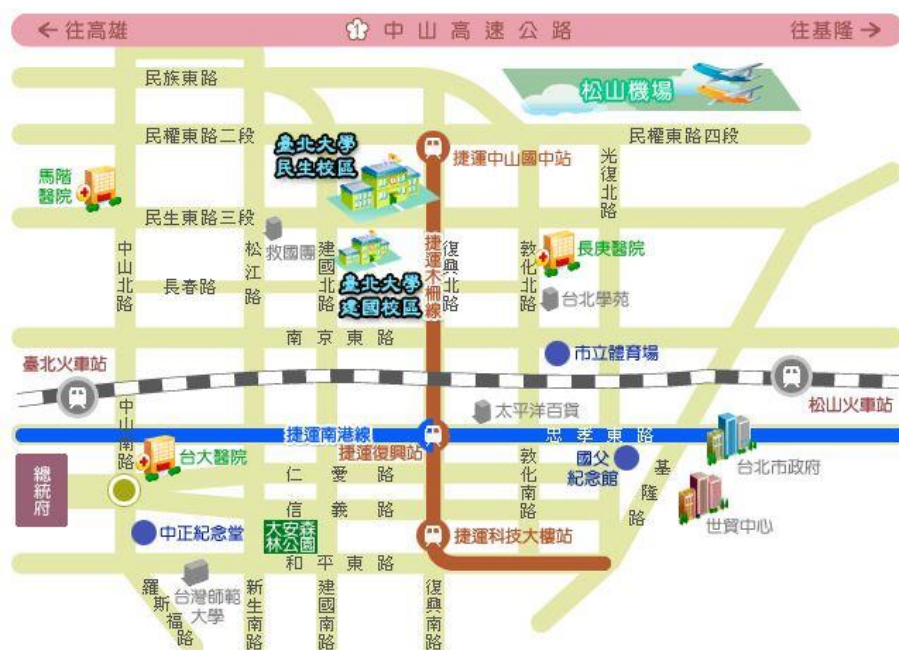 ←往高雄
1
中山高速公路
往基隆→
民族東路
松山機場
民權東路二段
臺北大學
民生校區
捷運中山國中站
民權東路四段
光復北路
馬階
醫院
民生東路三段
救國團
中山北路
松江路
建國北路
捷運木柵線
復興北路
敦化北路
長庚醫院
長春路
臺北大學
建國校區
台北學苑
南京東路
臺北火車站
市立體育場
中山南路
太平洋百貨
松山火車站
捷運南港線
捷運復興站
忠孝東路
總統府
台大醫院
仁愛路
敦化南路
國父
紀念館
基隆路
台北市政府
信義路
世貿中心
中正紀念堂
大安森
林公園
捷運科技大樓站
和平東路
台灣師範
大學
羅斯福路
新生南路
建國南路
復興南路